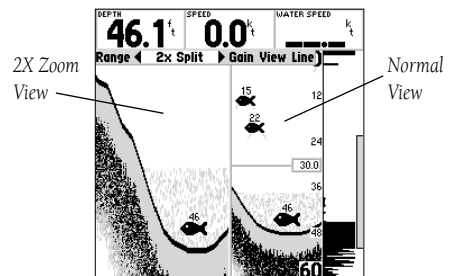 DEPTH SPEED WATER SPEED
46.1 ft 0.0 kt _ _._ kt
Range ◀ 2x Split ▶ Gain View Line)
2X Zoom
View
Normal
View
15
12
22
24
30.0
36
46
46
48
60